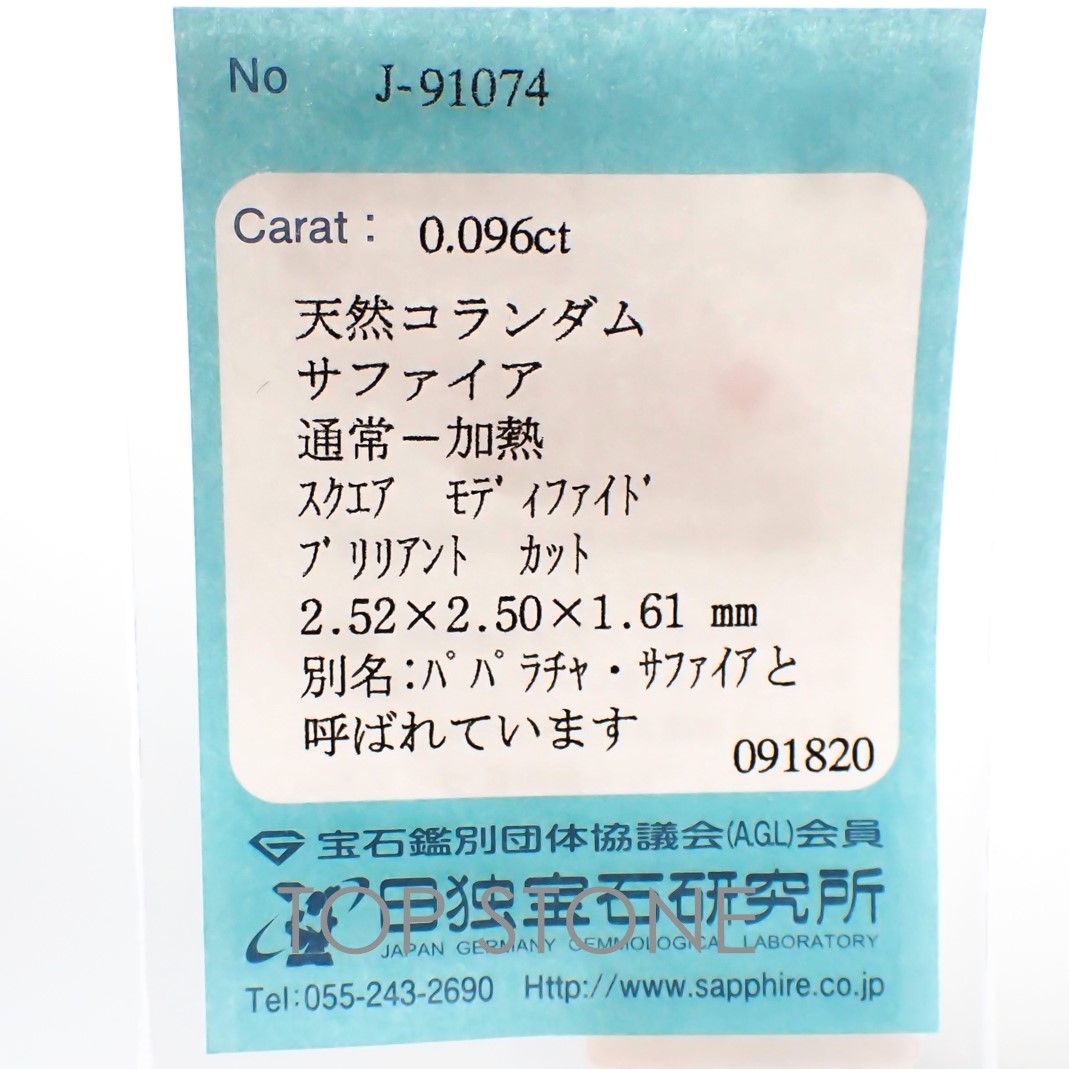 No J-91074
Carat： 0.096ct
天然コランダム
サファイア
通常－加熱
ｽｸｴｱ ﾓﾃﾞｨﾌｧｲﾄﾞ
ﾌﾞﾘﾘｱﾝﾄ ｶｯﾄ
2.52×2.50×1.61 mm
別名:ﾊﾟﾊﾟﾗﾁｬ・ｻﾌｧｲｱと
呼ばれています
091820
宝石鑑別団体協議会(AGL)会員
日独宝石研究所
TOP STONE
JAPAN GERMANY GEMMOLOGICAL LABORATORY
Tel:055-243-2690 Http://www.sapphire.co.jp